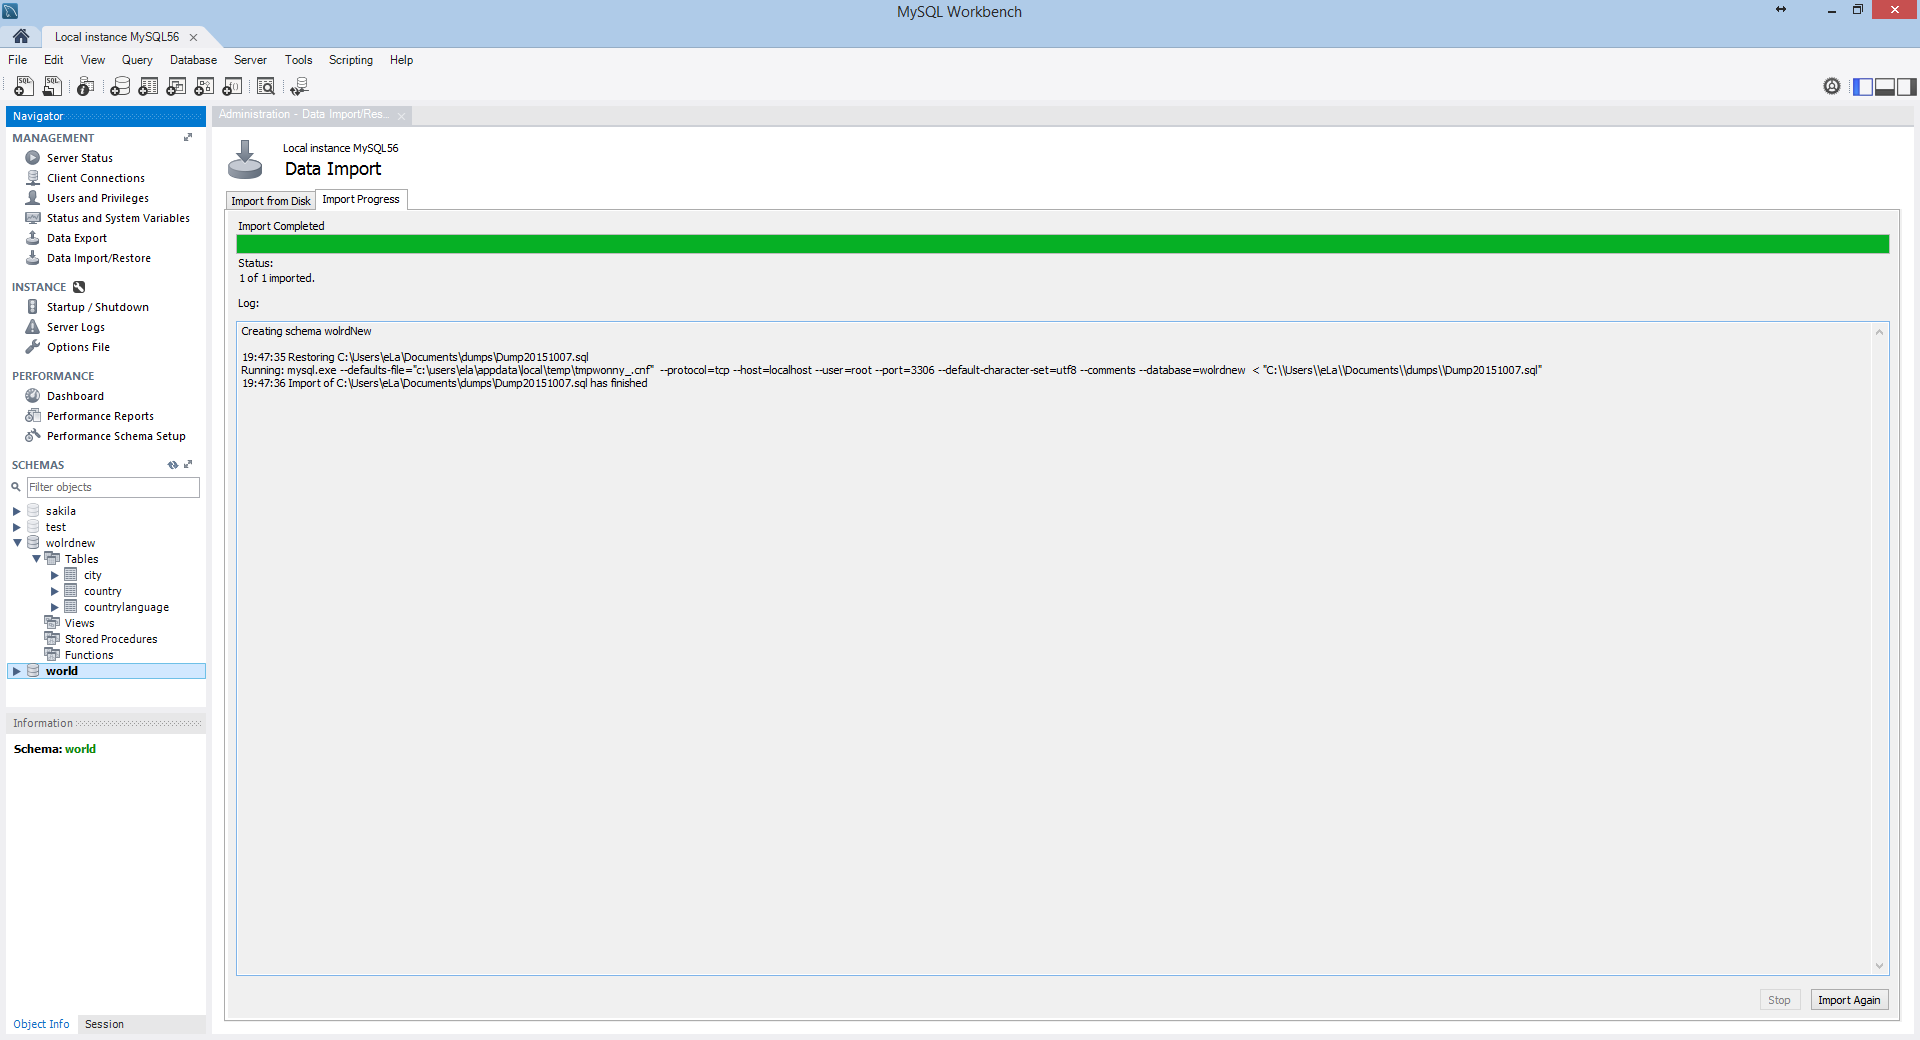 MySQL Workbench
Local instance MySQL56
File Edit View Query Database Server Tools Scripting Help
Navigator
MANAGEMENT
Server Status
Client Connections
Users and Privileges
Status and System Variables
Data Export
Data Import/Restore
INSTANCE
Startup / Shutdown
Server Logs
Options File
PERFORMANCE
Dashboard
Performance Reports
Performance Schema Setup
SCHEMAS
Filter objects
sakila
test
wolrdnew
Tables
city
country
countrylanguage
Views
Stored Procedures
Functions
world
Information
Schema: world
Object Info Session
Administration - Data Import/Res...
Local instance MySQL56
Data Import
Import from Disk Import Progress
Import Completed
Status:
1 of 1 imported.
Log:
Creating schema wolrdNew
19:47:35 Restoring C:\Users\eLa\Documents\dumps\Dump20151007.sql
Running: mysql.exe --defaults-file="c:\users\ela\appdata\local\temp\tmpwonny_.cnf"  --protocol=tcp --host=localhost --user=root --port=3306 --default-character-set=utf8 --comments --database=wolrdnew  < "C:\\Users\\eLa\\Documents\\dumps\\Dump20151007.sql"
19:47:36 Import of C:\Users\eLa\Documents\dumps\Dump20151007.sql has finished
Stop Import Again